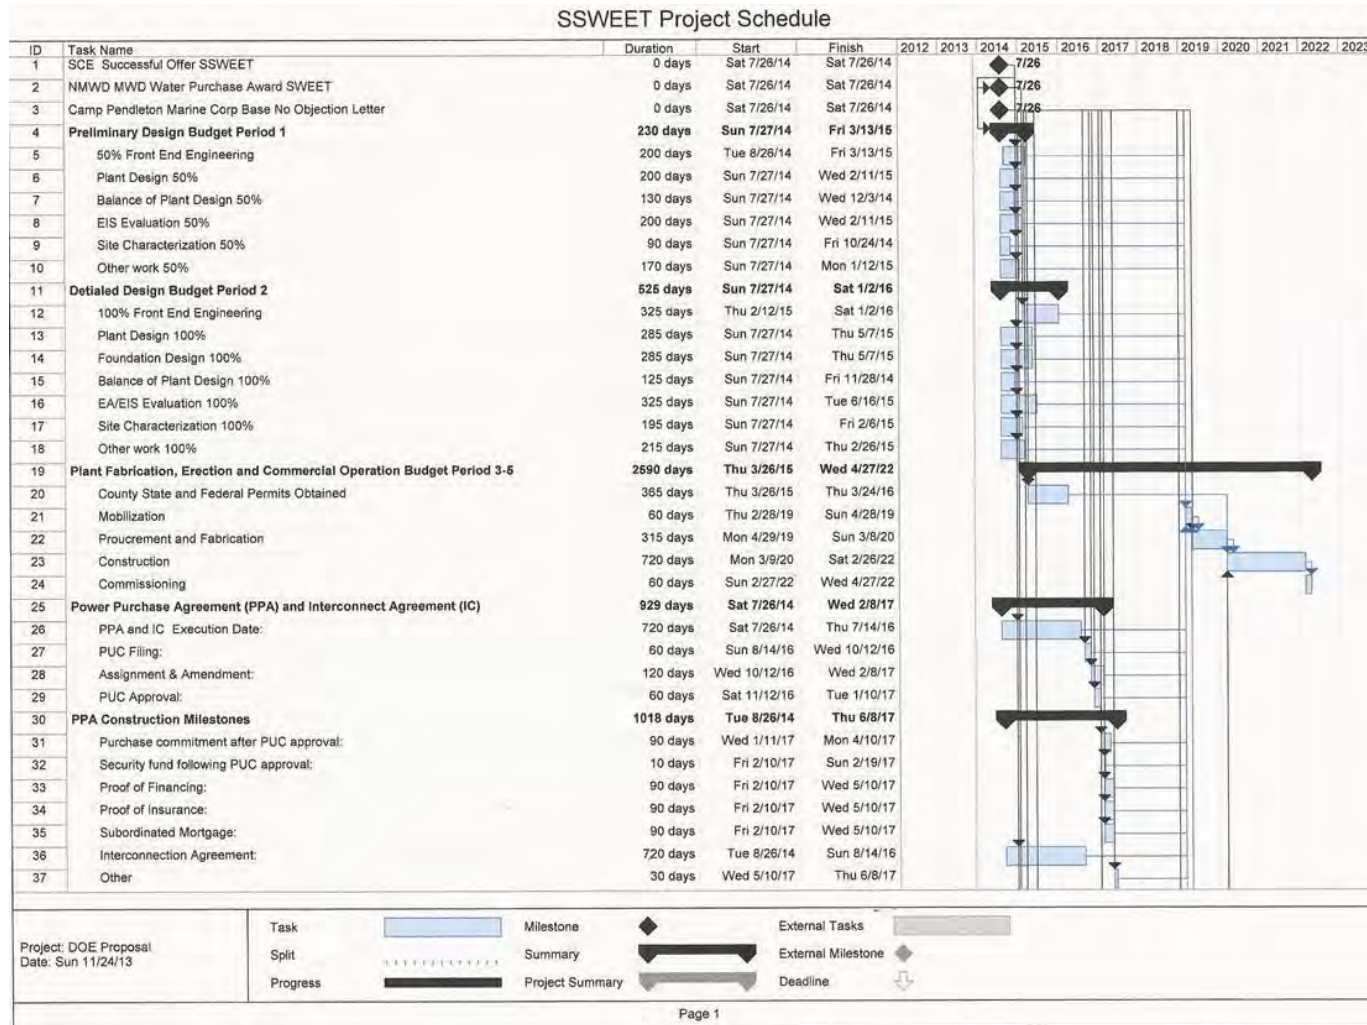 SSWEET Project Schedule
ID Task Name Duration Start Finish 2012 2013 2014 2015 2016 2017 2018 2019 2020 2021 2022 2023
1 SCE Successful Offer SSWEET 0 days Sat 7/26/14 Sat 7/26/14 7/26
2 NMWD MWD Water Purchase Award SWEET 0 days Sat 7/26/14 Sat 7/26/14 7/26
3 Camp Pendleton Marine Corp Base No Objection Letter 0 days Sat 7/26/14 Sat 7/26/14 7/26
4 Preliminary Design Budget Period 1 230 days Sun 7/27/14 Fri 3/13/15
5 50% Front End Engineering 200 days Tue 8/26/14 Fri 3/13/15
6 Plant Design 50% 200 days Sun 7/27/14 Wed 2/11/15
7 Balance of Plant Design 50% 130 days Sun 7/27/14 Wed 12/3/14
8 EIS Evaluation 50% 200 days Sun 7/27/14 Wed 2/11/15
9 Site Characterization 50% 90 days Sun 7/27/14 Fri 10/24/14
10 Other work 50% 170 days Sun 7/27/14 Mon 1/12/15
11 Detialed Design Budget Period 2 525 days Sun 7/27/14 Sat 1/2/16
12 100% Front End Engineering 325 days Thu 2/12/15 Sat 1/2/16
13 Plant Design 100% 285 days Sun 7/27/14 Thu 5/7/15
14 Foundation Design 100% 285 days Sun 7/27/14 Thu 5/7/15
15 Balance of Plant Design 100% 125 days Sun 7/27/14 Fri 11/28/14
16 EA/EIS Evaluation 100% 325 days Sun 7/27/14 Tue 6/16/15
17 Site Characterization 100% 195 days Sun 7/27/14 Fri 2/6/15
18 Other work 100% 215 days Sun 7/27/14 Thu 2/26/15
19 Plant Fabrication, Erection and Commercial Operation Budget Period 3-5 2590 days Thu 3/26/15 Wed 4/27/22
20 County State and Federal Permits Obtained 365 days Thu 3/26/15 Thu 3/24/16
21 Mobilization 60 days Thu 2/28/19 Sun 4/28/19
22 Proucrement and Fabrication 315 days Mon 4/29/19 Sun 3/8/20
23 Construction 720 days Mon 3/9/20 Sat 2/26/22
24 Commissioning 60 days Sun 2/27/22 Wed 4/27/22
25 Power Purchase Agreement (PPA) and Interconnect Agreement (IC) 929 days Sat 7/26/14 Wed 2/8/17
26 PPA and IC Execution Date: 720 days Sat 7/26/14 Thu 7/14/16
27 PUC Filing: 60 days Sun 8/14/16 Wed 10/12/16
28 Assignment & Amendment: 120 days Wed 10/12/16 Wed 2/8/17
29 PUC Approval: 60 days Sat 11/12/16 Tue 1/10/17
30 PPA Construction Milestones 1018 days Tue 8/26/14 Thu 6/8/17
31 Purchase commitment after PUC approval: 90 days Wed 1/11/17 Mon 4/10/17
32 Security fund following PUC approval: 10 days Fri 2/10/17 Sun 2/19/17
33 Proof of Financing: 90 days Fri 2/10/17 Wed 5/10/17
34 Proof of Insurance: 90 days Fri 2/10/17 Wed 5/10/17
35 Subordinated Mortgage: 90 days Fri 2/10/17 Wed 5/10/17
36 Interconnection Agreement: 720 days Tue 8/26/14 Sun 8/14/16
37 Other 30 days Wed 5/10/17 Thu 6/8/17
Project: DOE Proposal
Date: Sun 11/24/13
Task Milestone External Tasks
Split Summary External Milestone
Progress Project Summary Deadline
Page 1